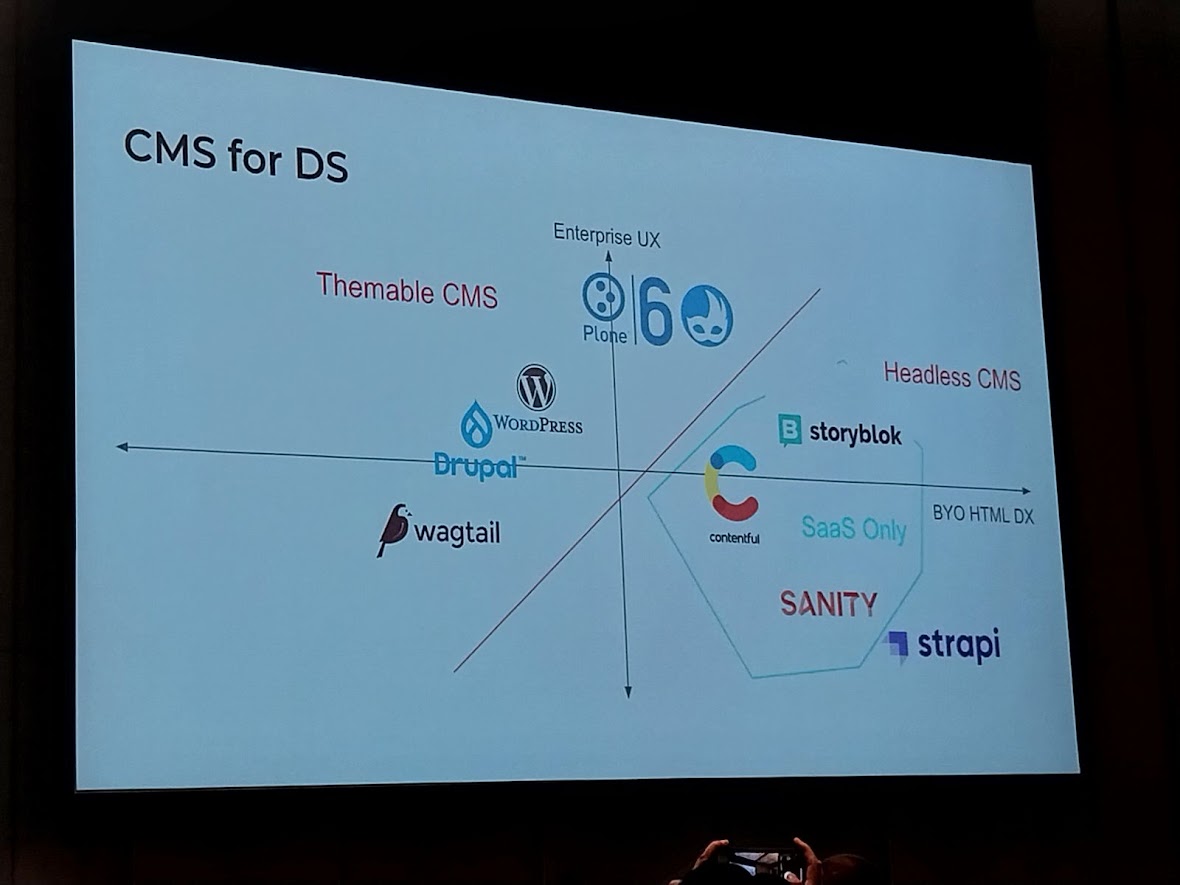 CMS for DS
Enterprise UX
Themable CMS
Plone
6
Headless CMS
WORDPRESS
storyblok
Drupal™
BYO HTML DX
wagtail
contentful
SaaS Only
SANITY
strapi